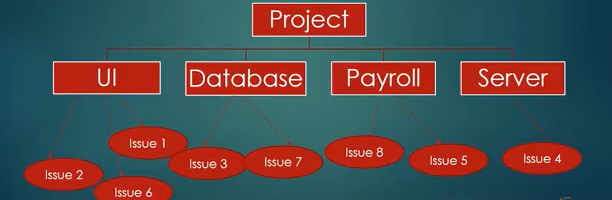 Project
UI
Database
Payroll
Server
Issue 1
Issue 2
Issue 6
Issue 3
Issue 7
Issue 8
Issue 5
Issue 4